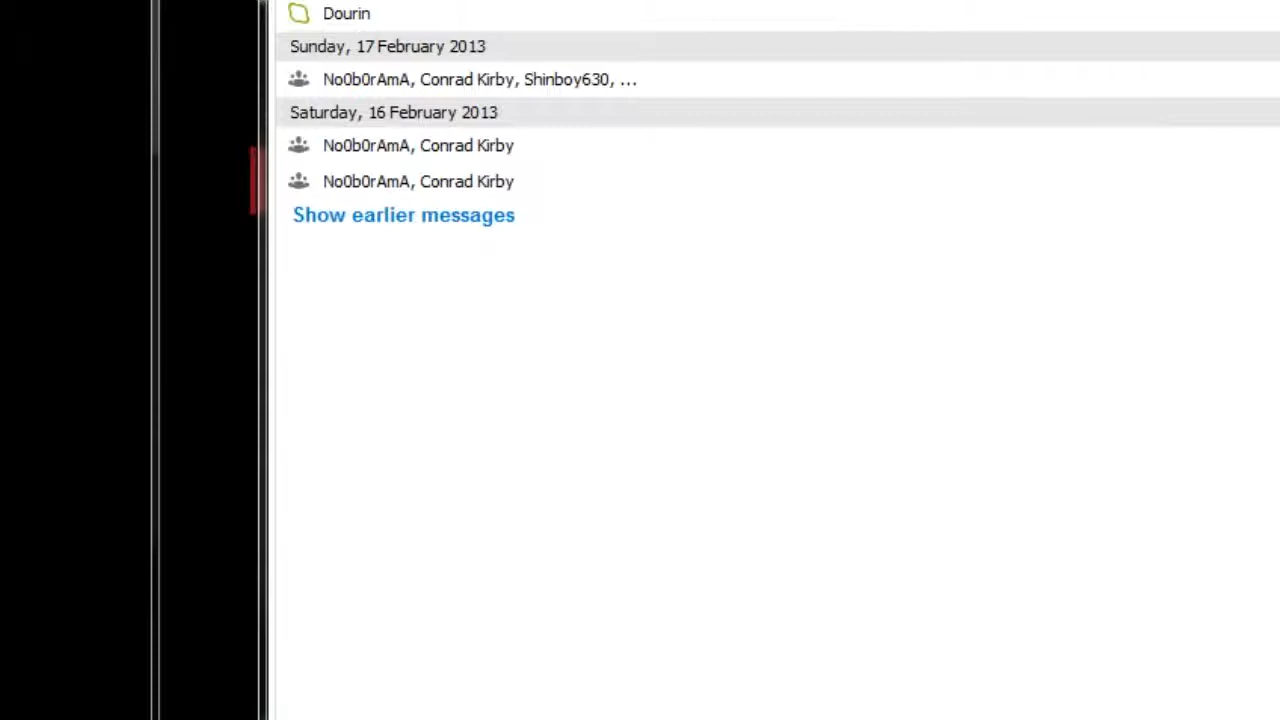 Dourin
Sunday, 17 February 2013
No0b0rAmA, Conrad Kirby, Shinboy630, ...
Saturday, 16 February 2013
No0b0rAmA, Conrad Kirby
No0b0rAmA, Conrad Kirby
Show earlier messages